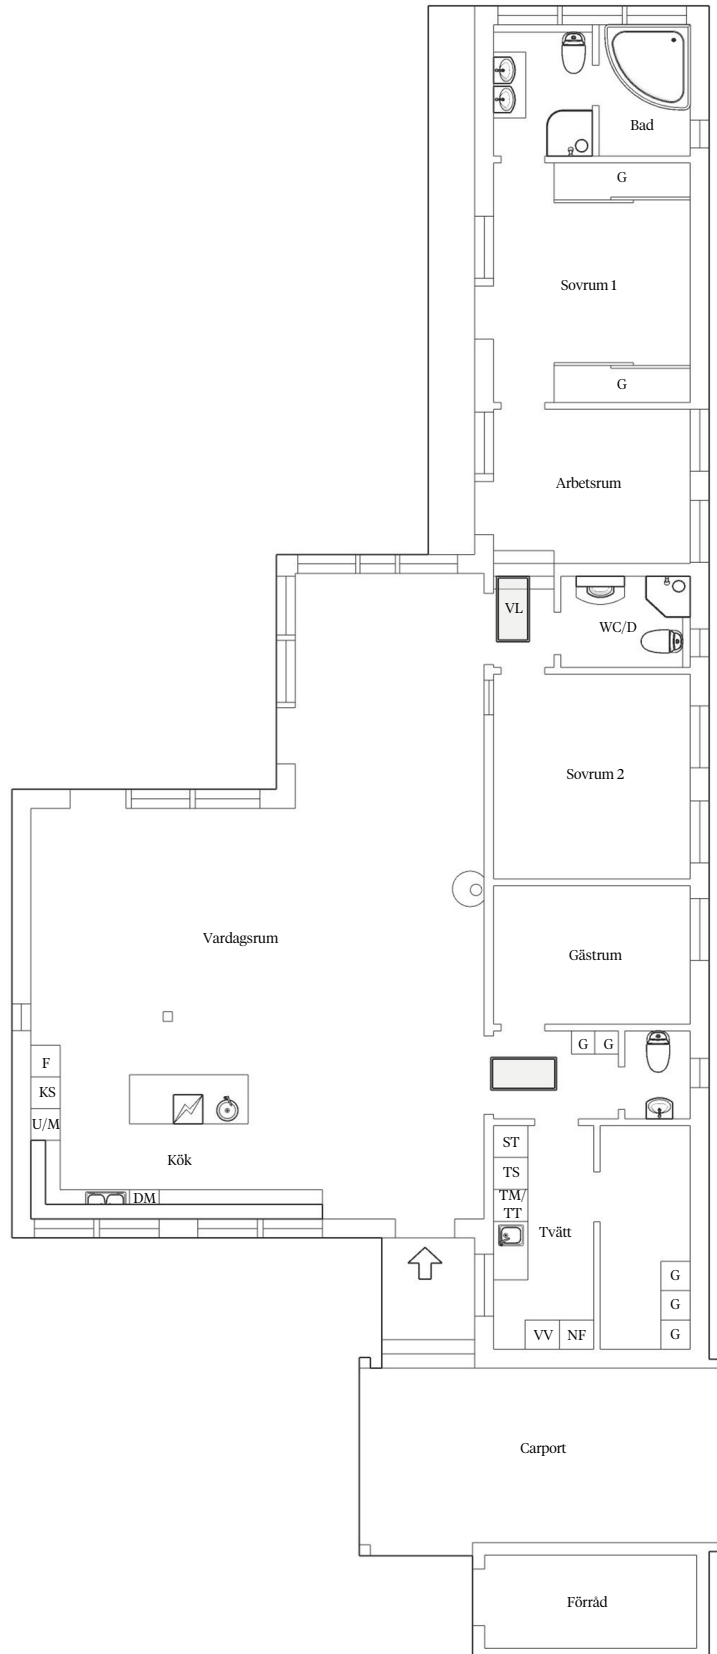 Bad
G
Sovrum 1
G
Arbetsrum
VL
WC/D
Sovrum 2
Vardagsrum
Gästrum
F
KS
U/M
G G
Kök
DM
ST
TS
TM/
TT
Tvätt
G
G
G
VV NF
Carport
Förråd